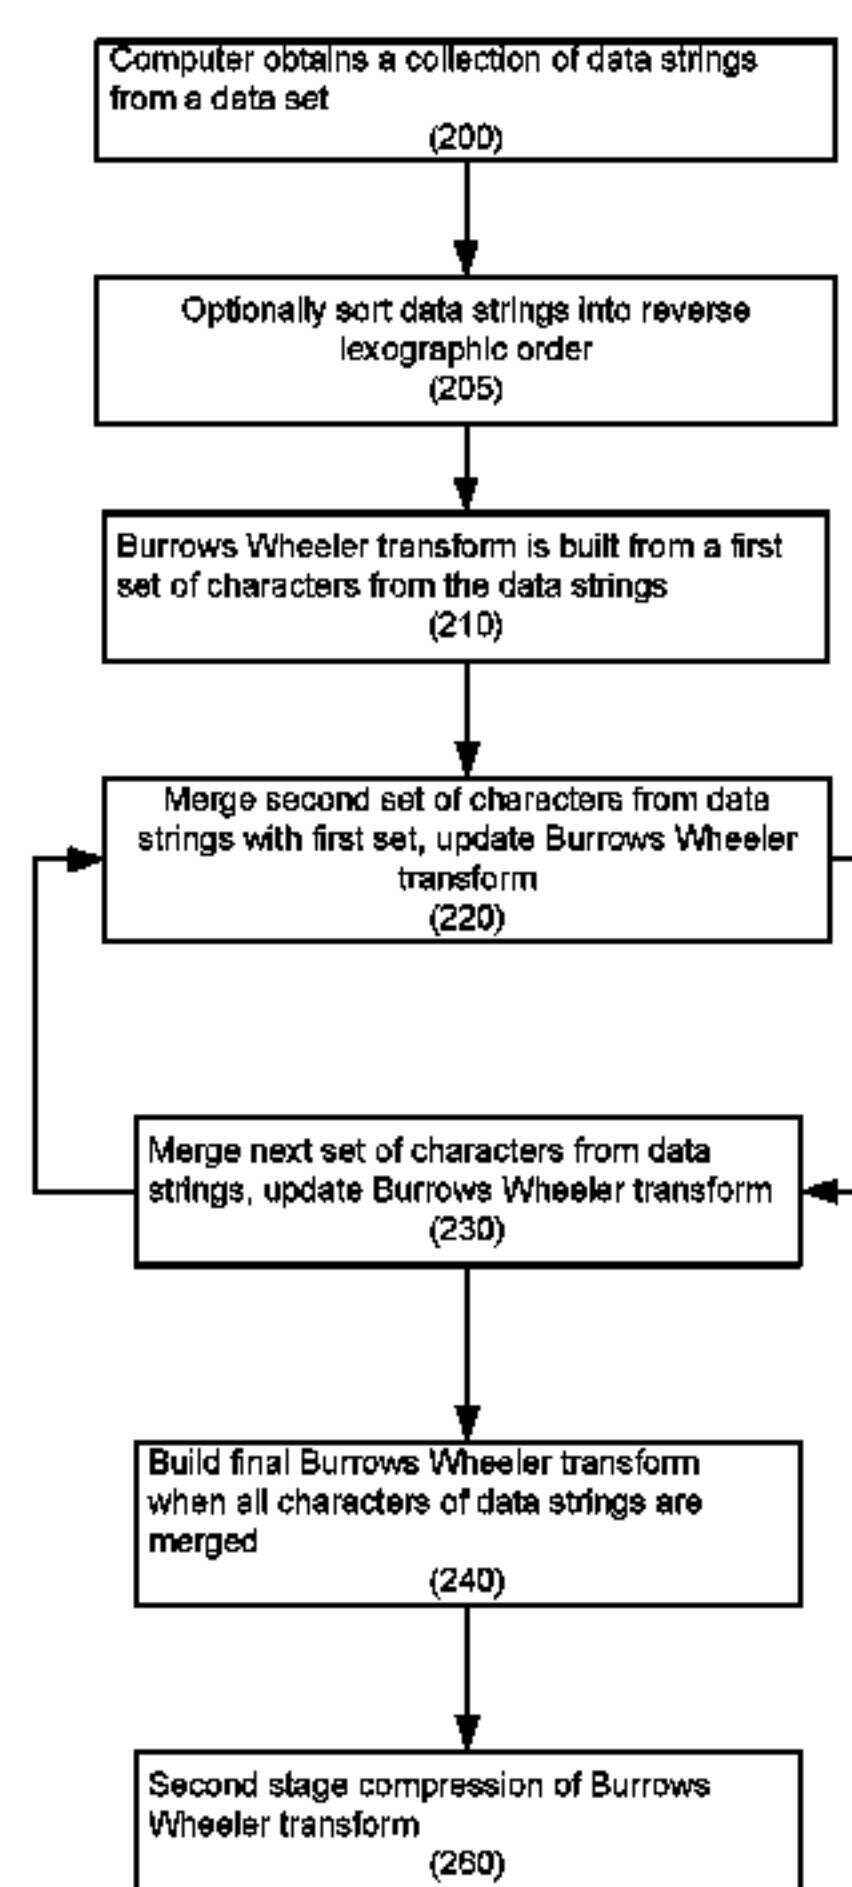 Computer obtains a collection of data strings
from a data set
(200)
Optionally sort data strings into reverse
lexographic order
(205)
Burrows Wheeler transform is built from a first
set of characters from the data strings
(210)
Merge second set of characters from data
strings with first set, update Burrows Wheeler
transform
(220)
Merge next set of characters from data
strings, update Burrows Wheeler transform
(230)
Build final Burrows Wheeler transform
when all characters of data strings are
merged
(240)
Second stage compression of Burrows
Wheeler transform
(260)